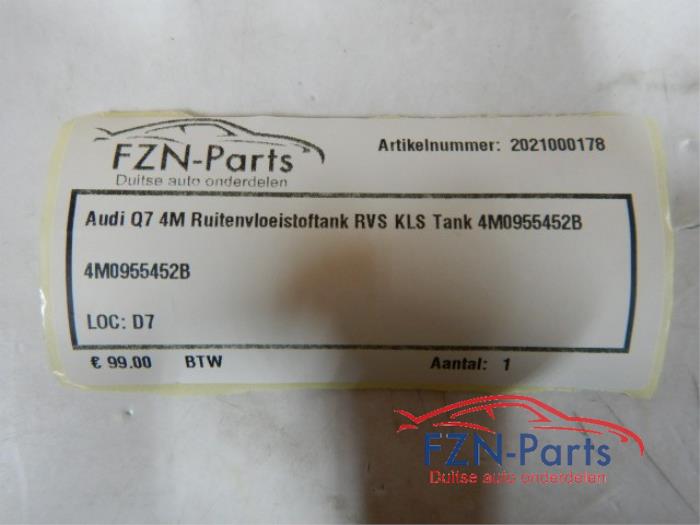 FZN-Parts
Duitse auto onderdelen
Artikelnummer: 2021000178
Audi Q7 4M Ruitenvloeistoftank RVS KLS Tank 4M0955452B
4M0955452B
LOC: D7
€ 99.00 BTW Aantal: 1
FZN-Parts
Duitse auto onderdelen